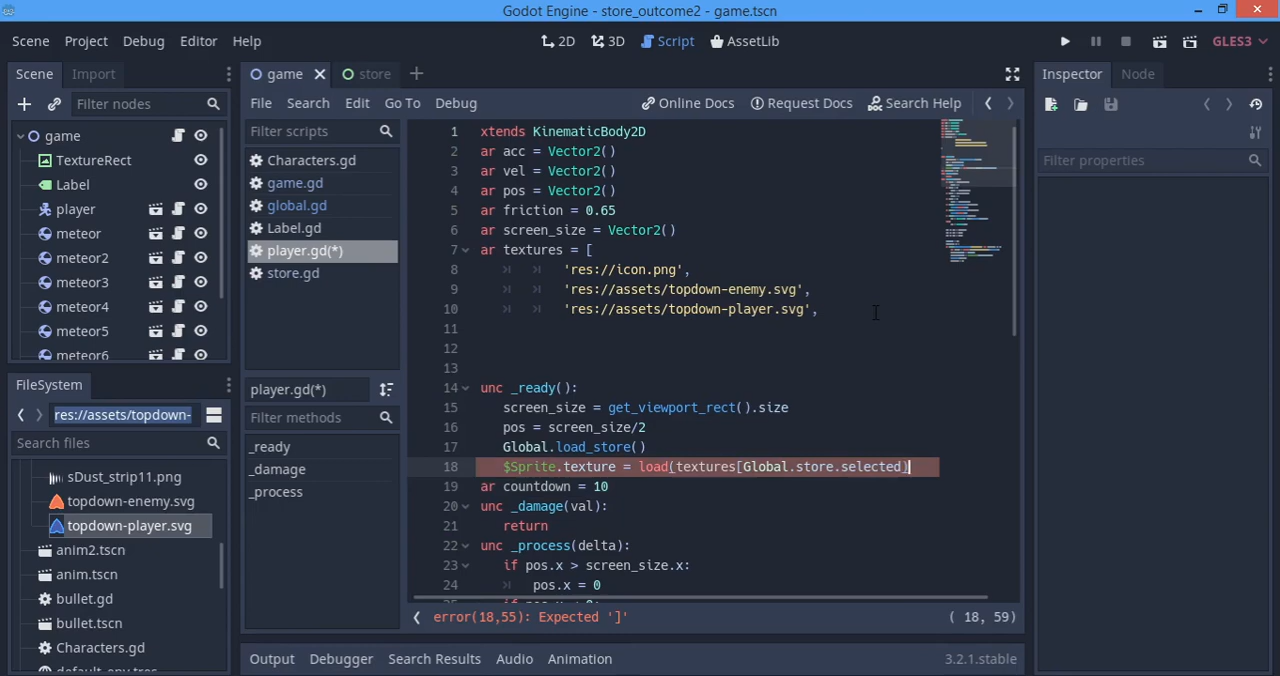 Godot Engine - store_outcome2 - game.tscn
Scene Project Debug Editor Help
2D 3D Script AssetLib
GLES3
Scene Import
Filter nodes
game
TextureRect
Label
player
meteor
meteor2
meteor3
meteor4
meteor5
meteor6
FileSystem
res://assets/topdown-
Search files
sDust_strip11.png
topdown-enemy.svg
topdown-player.svg
anim2.tscn
anim.tscn
bullet.gd
bullet.tscn
Characters.gd
default_env.tres
game store
File Search Edit Go To Debug
Online Docs Request Docs Search Help
Filter scripts
Characters.gd
game.gd
global.gd
Label.gd
player.gd(*)
store.gd
player.gd(*)
Filter methods
_ready
_damage
_process
1 xtends KinematicBody2D
2 ar acc = Vector2()
3 ar vel = Vector2()
4 ar pos = Vector2()
5 ar friction = 0.65
6 ar screen_size = Vector2()
7 ar textures = [
8 'res://icon.png',
9 'res://assets/topdown-enemy.svg',
10 'res://assets/topdown-player.svg',
11
12
13
14 unc _ready():
15 screen_size = get_viewport_rect().size
16 pos = screen_size/2
17 Global.load_store()
18 $Sprite.texture = load(textures[Global.store.selected)
19 ar countdown = 10
20 unc _damage(val):
21 return
22 unc _process(delta):
23 if pos.x > screen_size.x:
24 pos.x = 0
error(18,55): Expected ']'
( 18, 59)
Output Debugger Search Results Audio Animation
3.2.1.stable
Inspector Node
Filter properties